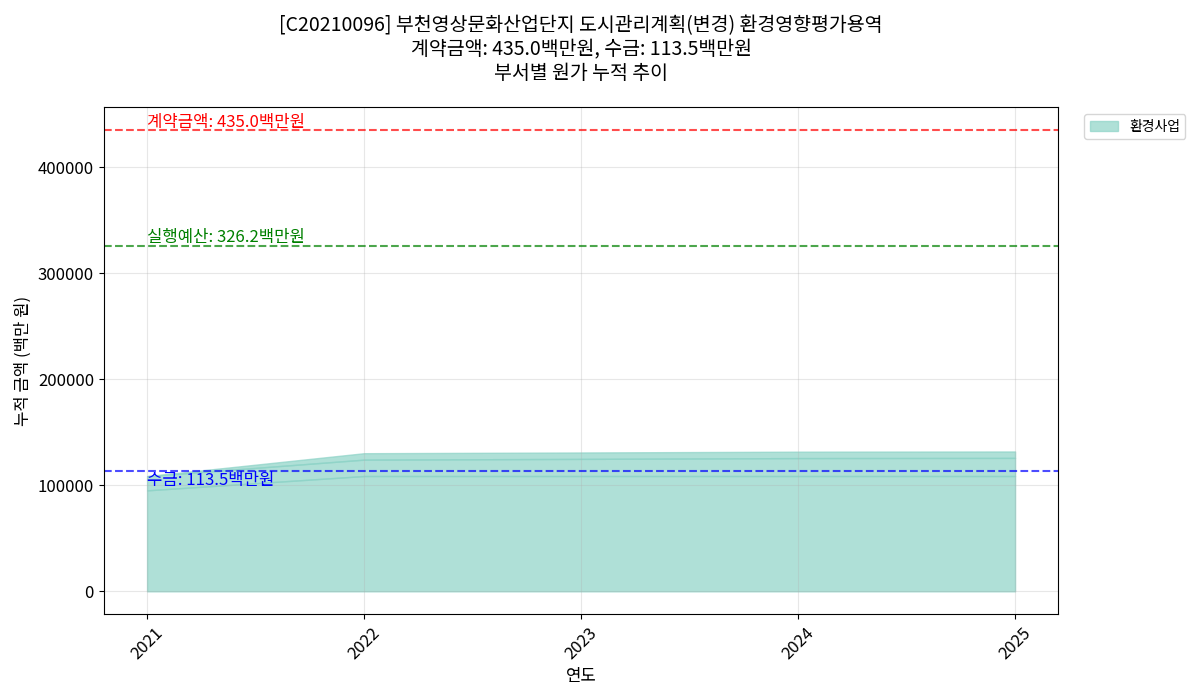 [C20210096] 부천영상문화산업단지 도시관리계획(변경) 환경영향평가용역
계약금액: 435.0백만원, 수금: 113.5백만원
부서별 원가 누적 추이
계약금액: 435.0백만원
환경사업
400000
실행예산: 326.2백만원
300000
누적 금액 (백만 원)
200000
수금: 113.5백만원
100000
0
2021
2022
2023
2024
2025
연도